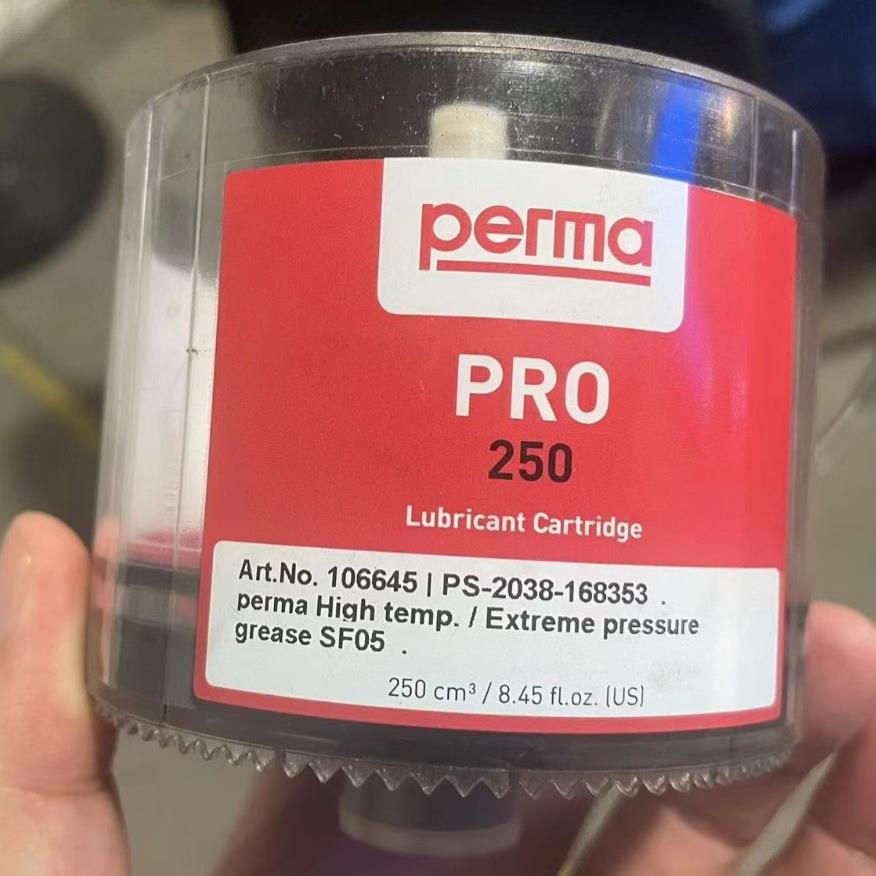 perma
PRO
250
Lubricant Cartridge
Art.No. 106645 | PS-2038-168353 .
perma High temp. / Extreme pressure
grease SF05 .
250 cm³ / 8.45 fl.oz. (US)